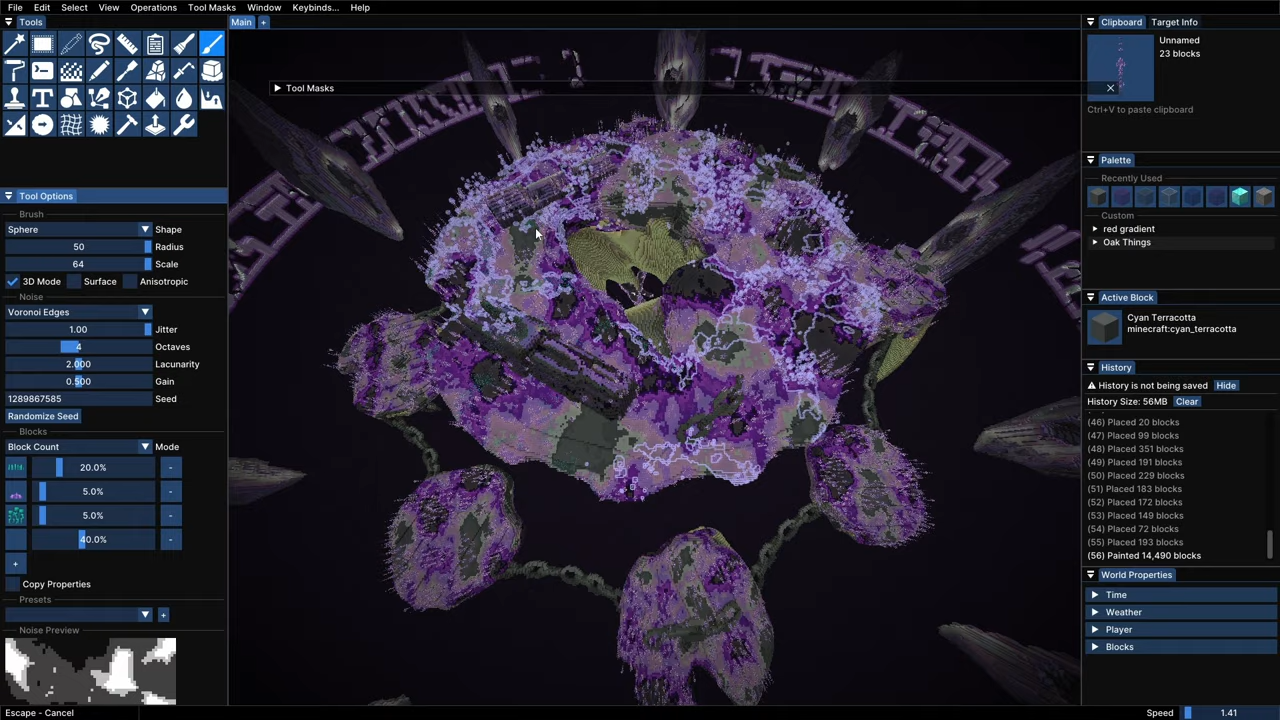 File Edit Select View Operations Tool Masks Window Keybinds... Help
Tools
Main +
Tool Masks
Tool Options
Brush
Sphere Shape
50 Radius
64 Scale
3D Mode Surface Anisotropic
Noise
Voronoi Edges
1.00 Jitter
4 Octaves
2.000 Lacunarity
0.500 Gain
1289867585 Seed
Randomize Seed
Blocks
Block Count Mode
20.0% -
5.0% -
5.0% -
40.0% -
+
Copy Properties
Presets
+
Noise Preview
Escape - Cancel
Clipboard Target Info
Unnamed
23 blocks
Ctrl+V to paste clipboard
Palette
Recently Used
Custom
red gradient
Oak Things
Active Block
Cyan Terracotta
minecraft:cyan_terracotta
History
History is not being saved Hide
History Size: 56MB Clear
(46) Placed 20 blocks
(47) Placed 99 blocks
(48) Placed 351 blocks
(49) Placed 191 blocks
(50) Placed 229 blocks
(51) Placed 183 blocks
(52) Placed 172 blocks
(53) Placed 149 blocks
(54) Placed 72 blocks
(55) Placed 193 blocks
(56) Painted 14,490 blocks
World Properties
Time
Weather
Player
Blocks
Speed 1.41